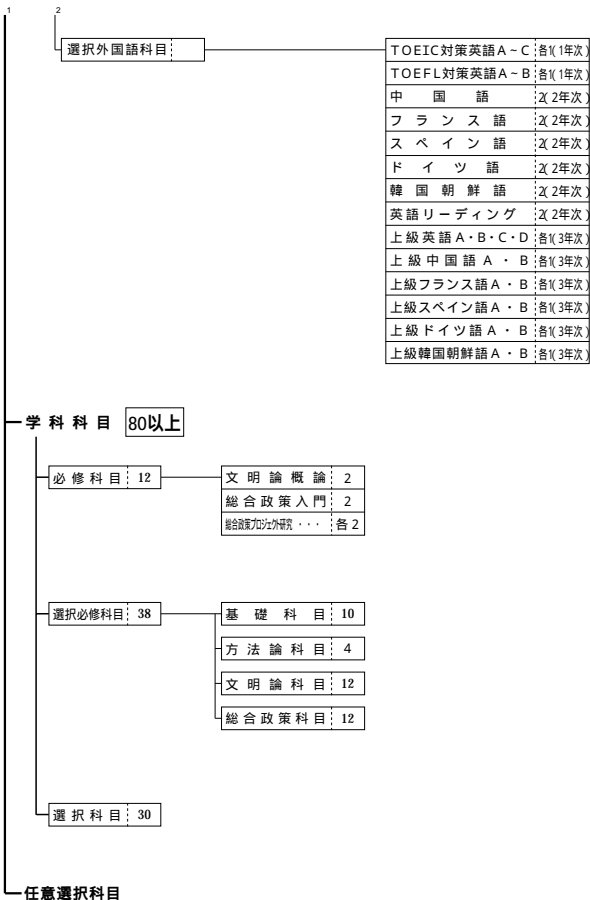 1 2
選択外国語科目
TOEIC対策英語A~C 各1(1年次)
TOEFL対策英語A~B 各1(1年次)
中国語 2(2年次)
フランス語 2(2年次)
スペイン語 2(2年次)
ドイツ語 2(2年次)
韓国朝鮮語 2(2年次)
英語リーディング 2(2年次)
上級英語A・B・C・D 各1(3年次)
上級中国語A・B 各1(3年次)
上級フランス語A・B 各1(3年次)
上級スペイン語A・B 各1(3年次)
上級ドイツ語A・B 各1(3年次)
上級韓国朝鮮語A・B 各1(3年次)
学科科目 80以上
必修科目 12
文明論概論 2
総合政策入門 2
総合政策プロジェクト研究・・・ 各2
選択必修科目 38
基礎科目 10
方法論科目 4
文明論科目 12
総合政策科目 12
選択科目 30
任意選択科目